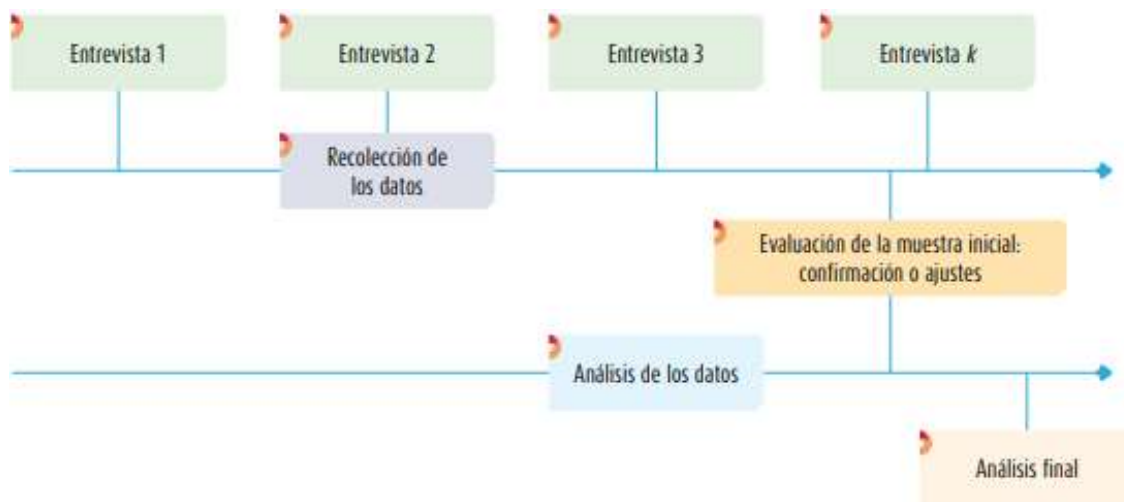 Entrevista 1
Entrevista 2
Entrevista 3
Entrevista k
Recolección de
los datos
Evaluación de la muestra inicial:
confirmación o ajustes
Análisis de los datos
Análisis final